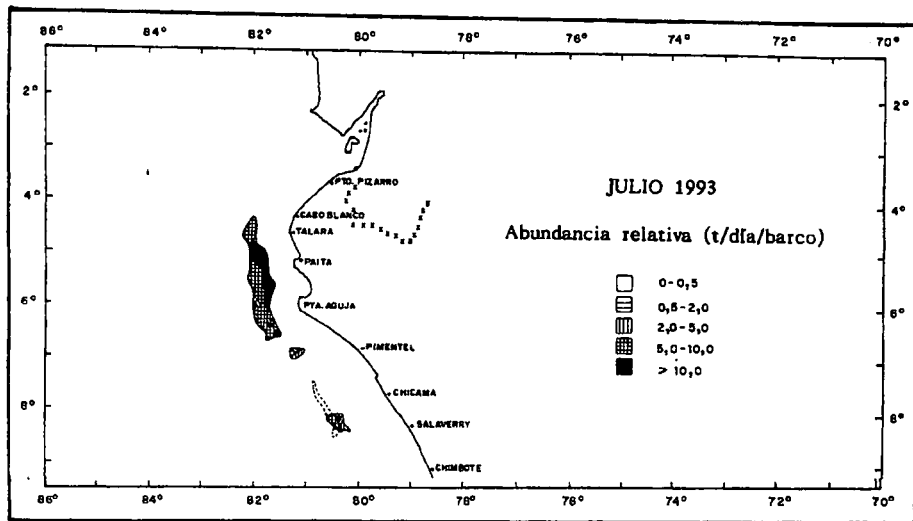 86° 84° 82° 80° 78° 76° 74° 72° 70°
2° 2°
PTO. PIZARRO
4° 4°
JULIO 1993
CABO BLANCO
TALARA
Abundancia relativa (t/día/barco)
PAITA
0-0,5
6° 6°
PTA. AGUJA
0,5-2,0
2,0-5,0
PIMENTEL
5,0-10,0
> 10,0
CHICAMA
8° 8°
SALAVERRY
CHIMBOTE
86° 84° 82° 80° 78° 76° 74° 72° 70°